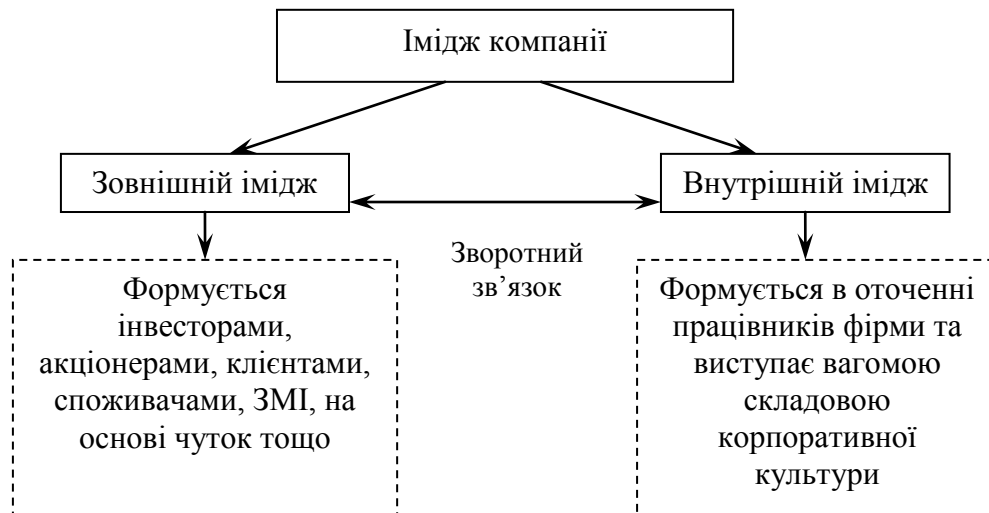 Імідж компанії
Зовнішній імідж
Внутрішній імідж
Зворотний
зв’язок
Формується
інвесторами,
акціонерами, клієнтами,
споживачами, ЗМІ, на
основі чуток тощо
Формується в оточенні
працівників фірми та
виступає вагомою
складовою
корпоративної
культури